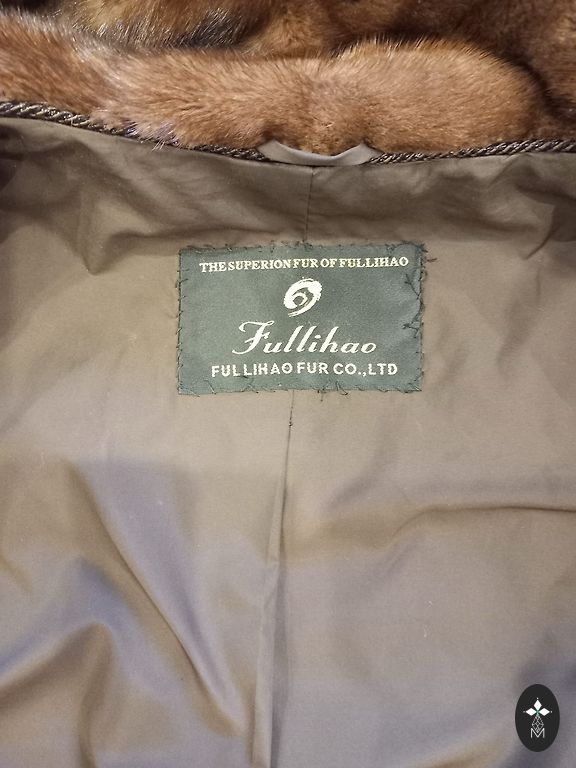 THE SUPERION FUR OF FULLIHAO
Fullihao
FULLIHAO FUR CO.,LTD
M